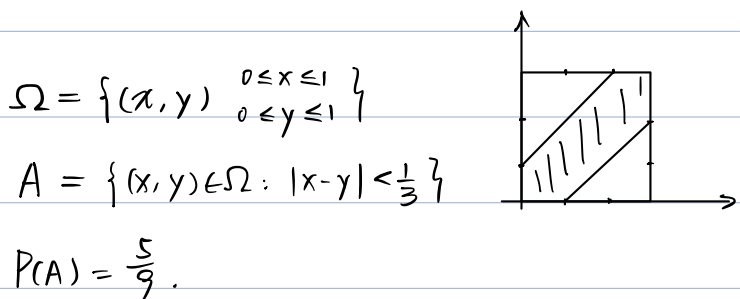 Ω = {(x, y) 0 ≤ x ≤ 1
0 ≤ y ≤ 1 }
A = {(x, y) ∈ Ω : |x-y| < 1/3}
P(A) = 5/9 .